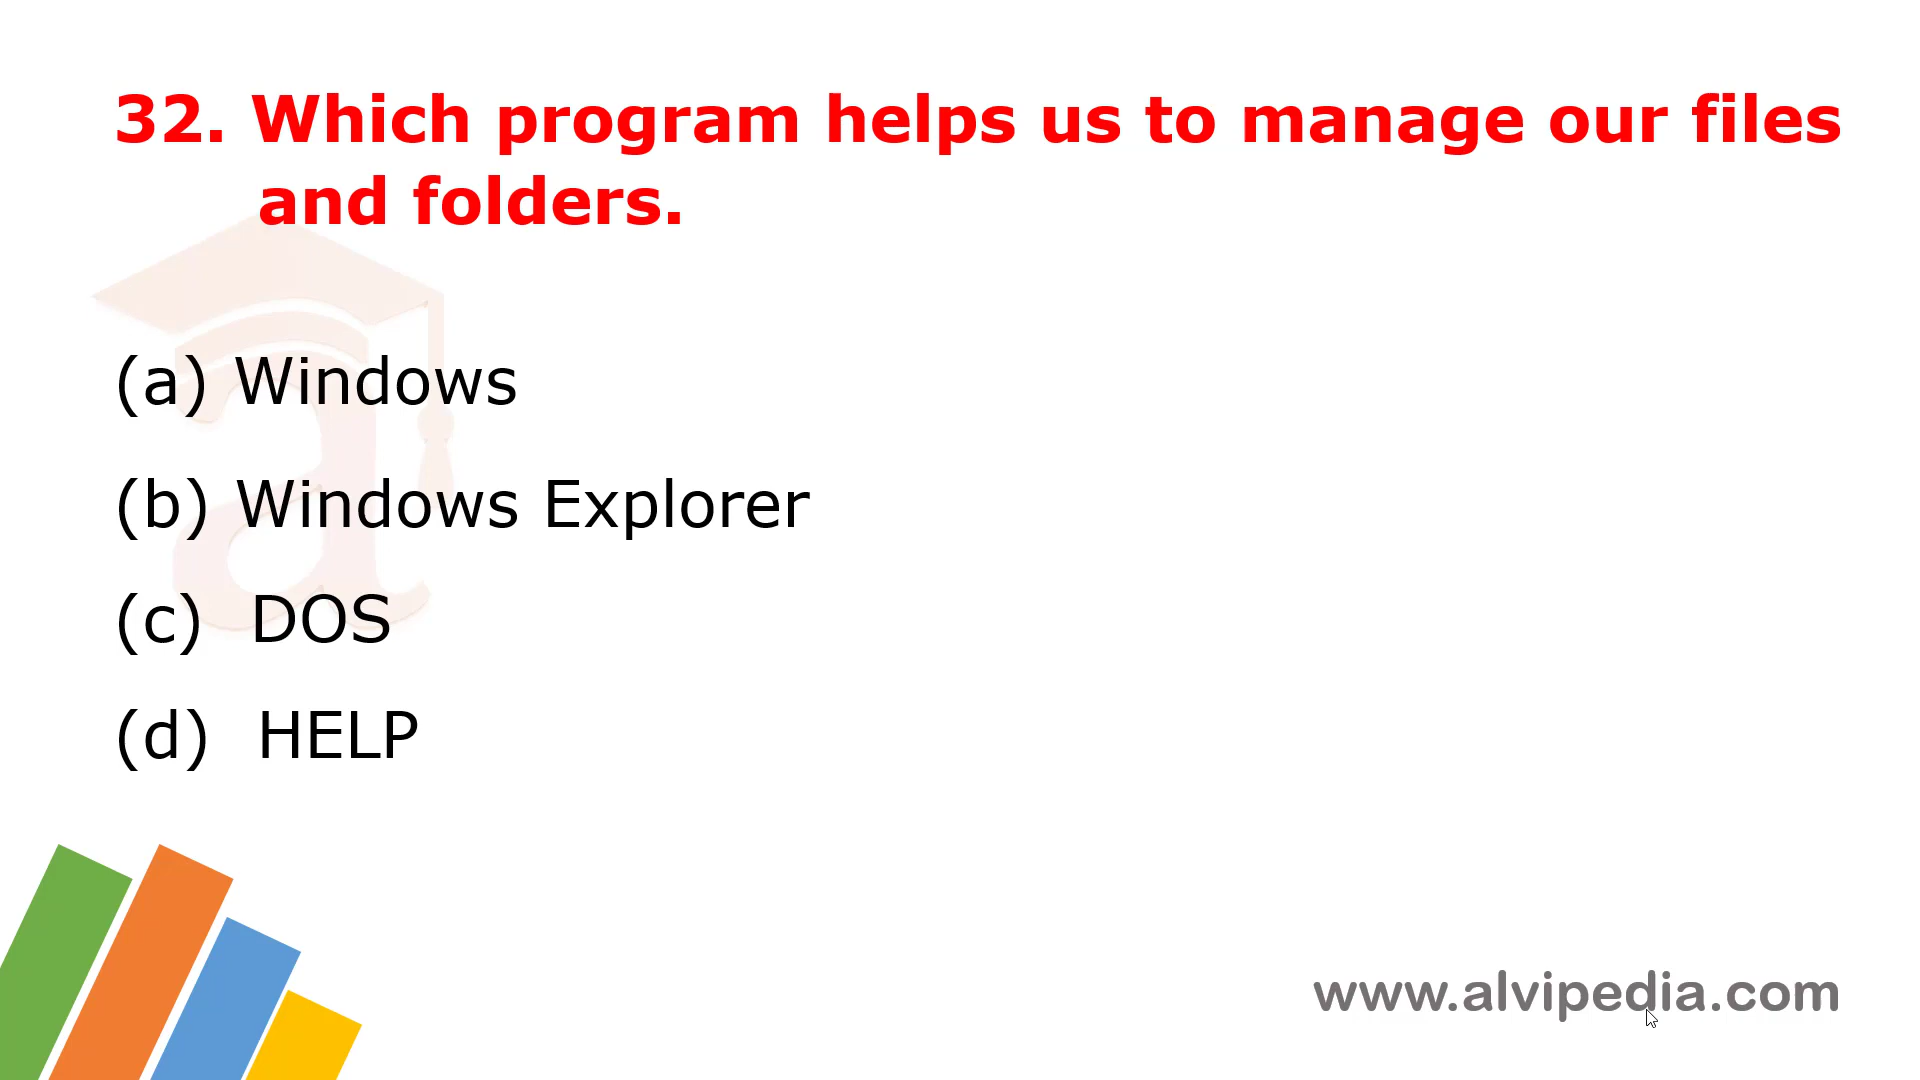 32. Which program helps us to manage our files
and folders.
(a) Windows
(b) Windows Explorer
(c) DOS
(d) HELP
www.alvipedia.com